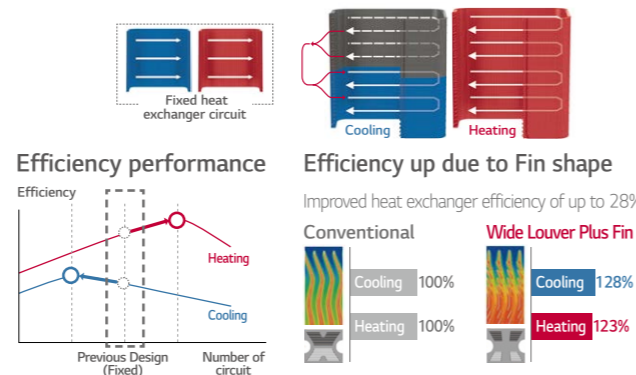 Fixed heat
exchanger circuit
Cooling
Heating
Efficiency performance
Efficiency
Heating
Cooling
Previous Design
(Fixed)
Number of
circuit
Efficiency up due to Fin shape
Improved heat exchanger efficiency of up to 28%
Conventional
Cooling 100%
Heating 100%
Wide Louver Plus Fin
Cooling 128%
Heating 123%